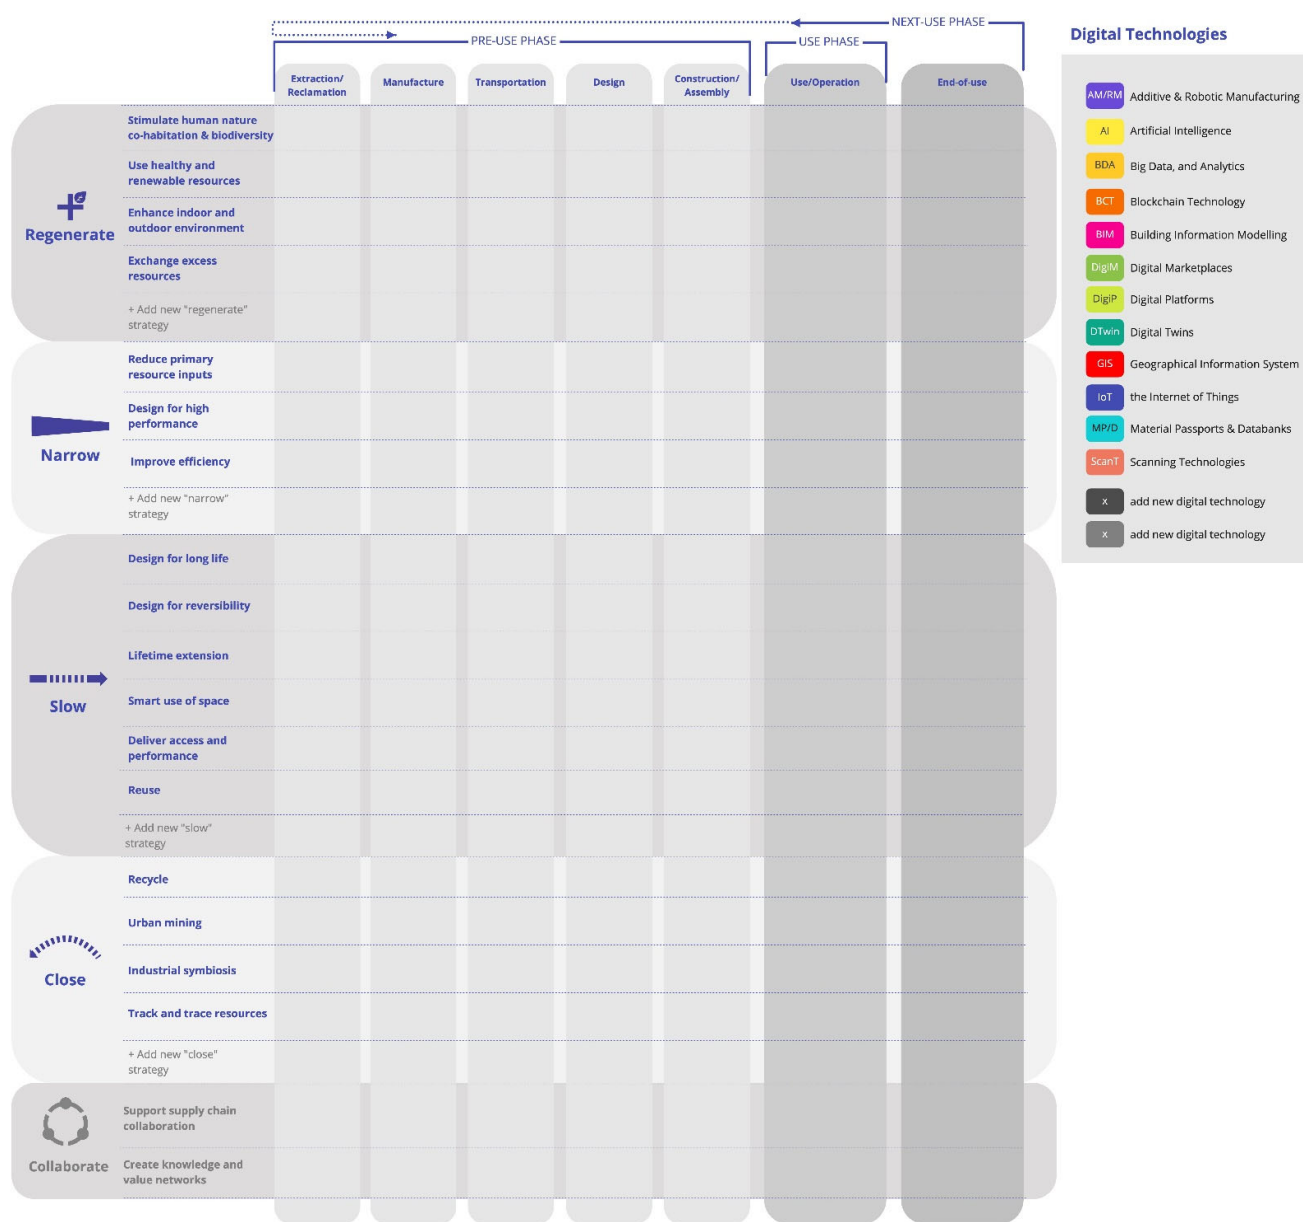 NEXT-USE PHASE
PRE-USE PHASE
USE PHASE
Extraction/
Reclamation
Manufacture
Transportation
Design
Construction/
Assembly
Use/Operation
End-of-use
Regenerate
Stimulate human nature
co-habitation & biodiversity
Use healthy and
renewable resources
Enhance indoor and
outdoor environment
Exchange excess
resources
+ Add new "regenerate"
strategy
Narrow
Reduce primary
resource inputs
Design for high
performance
Improve efficiency
+ Add new "narrow"
strategy
Slow
Design for long life
Design for reversibility
Lifetime extension
Smart use of space
Deliver access and
performance
Reuse
+ Add new "slow"
strategy
Close
Recycle
Urban mining
Industrial symbiosis
Track and trace resources
+ Add new "close"
strategy
Collaborate
Support supply chain
collaboration
Create knowledge and
value networks
Digital Technologies
AM/RM Additive & Robotic Manufacturing
AI Artificial Intelligence
BDA Big Data, and Analytics
BCT Blockchain Technology
BIM Building Information Modelling
DigiM Digital Marketplaces
DigiP Digital Platforms
DTwin Digital Twins
GIS Geographical Information System
IoT the Internet of Things
MP/D Material Passports & Databanks
ScanT Scanning Technologies
x add new digital technology
x add new digital technology